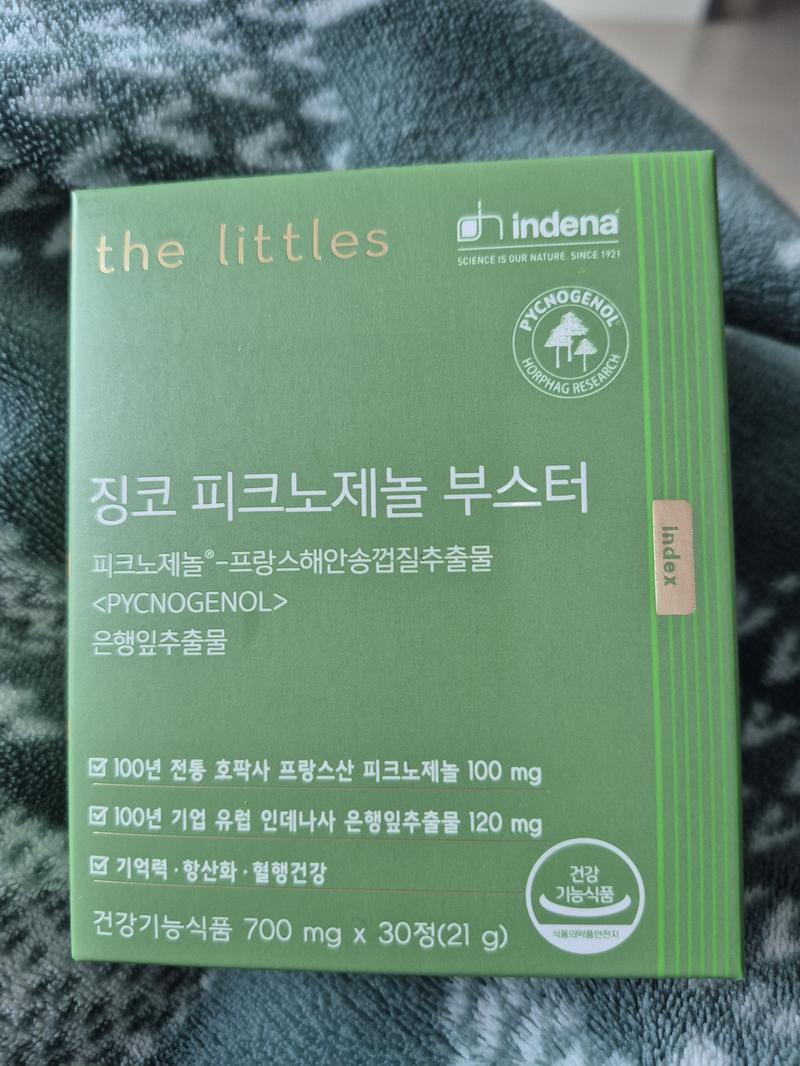 the littles
indena
SCIENCE IS OUR NATURE. SINCE 1921
PYCNOGENOL®
HORPHAG RESEARCH
징코 피크노제놀 부스터
피크노제놀®-프랑스해안송껍질추출물
<PYCNOGENOL>
은행잎추출물
index
100년 전통 호팍사 프랑스산 피크노제놀 100 mg
100년 기업 유럽 인데나사 은행잎추출물 120 mg
기억력·항산화·혈행건강
건강
기능식품
식품의약품안전처
건강기능식품 700 mg x 30정(21 g)